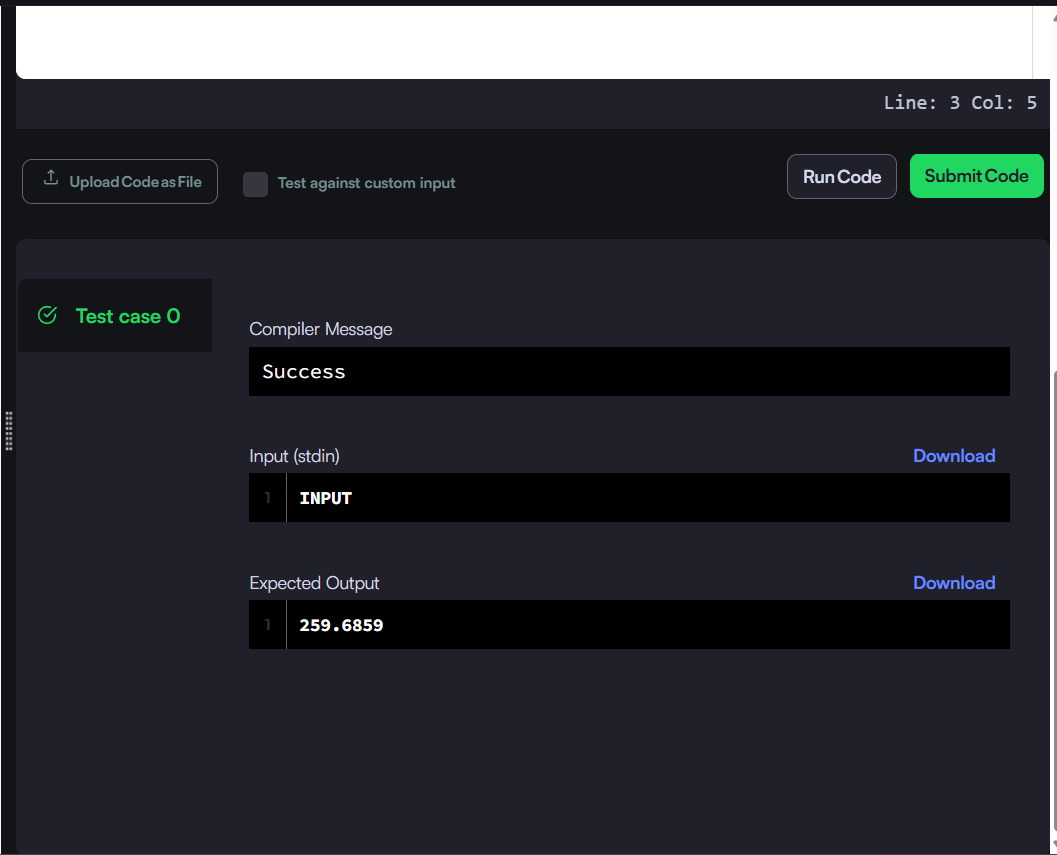 Line: 3 Col: 5
Upload Code as File
Test against custom input
Run Code
Submit Code
Test case 0
Compiler Message
Success
Input (stdin)
Download
1
INPUT
Expected Output
Download
1
259.6859